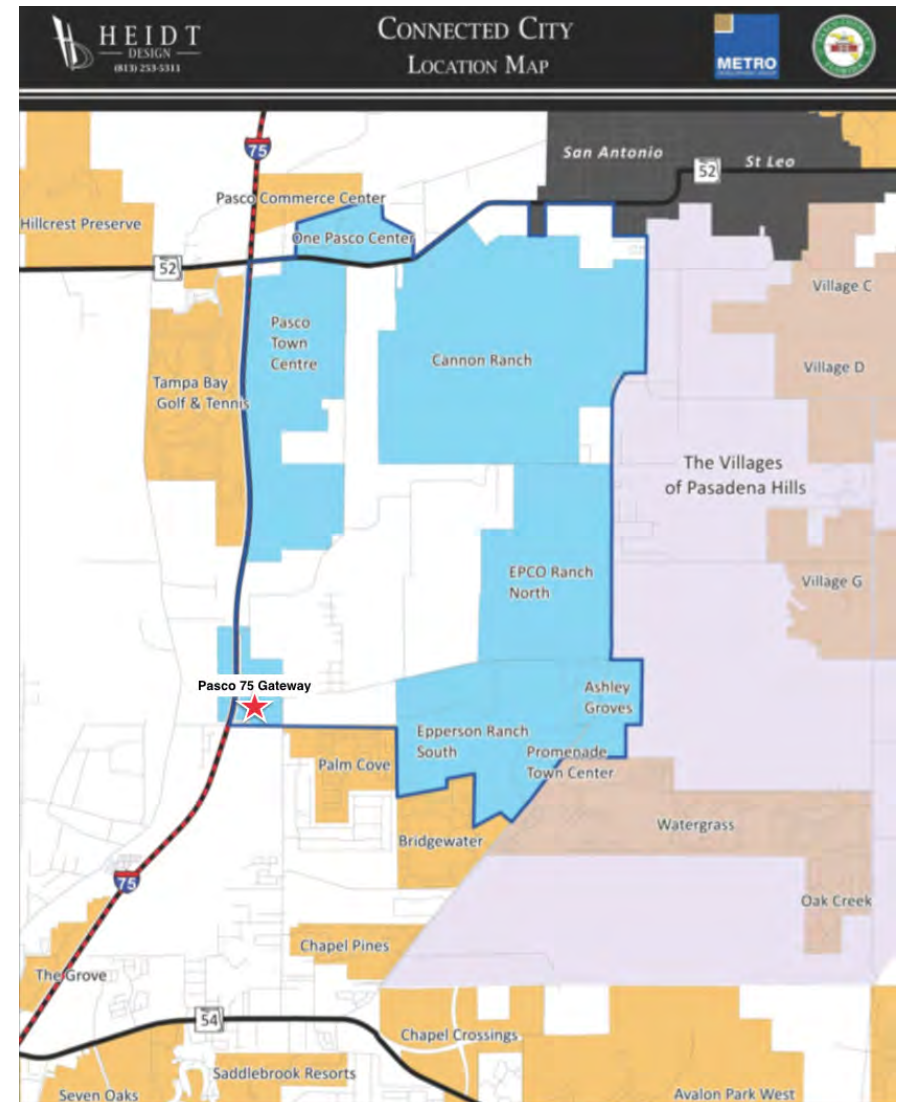 HEIDT
DESIGN
(813) 253-5311
CONNECTED CITY
LOCATION MAP
METRO
75
San Antonio
St Leo
52
Pasco Commerce Center
Hillcrest Preserve
One Pasco Center
52
Village C
Pasco
Town
Centre
Cannon Ranch
Village D
Tampa Bay
Golf & Tennis
The Villages
of Pasadena Hills
EPCO Ranch
North
Village G
Pasco 75 Gateway
Ashley
Groves
Epperson Ranch
South
Promenade
Town Center
Palm Cove
Watergrass
Bridgewater
75
Oak Creek
Chapel Pines
The Grove
54
Chapel Crossings
Saddlebrook Resorts
Seven Oaks
Avalon Park West